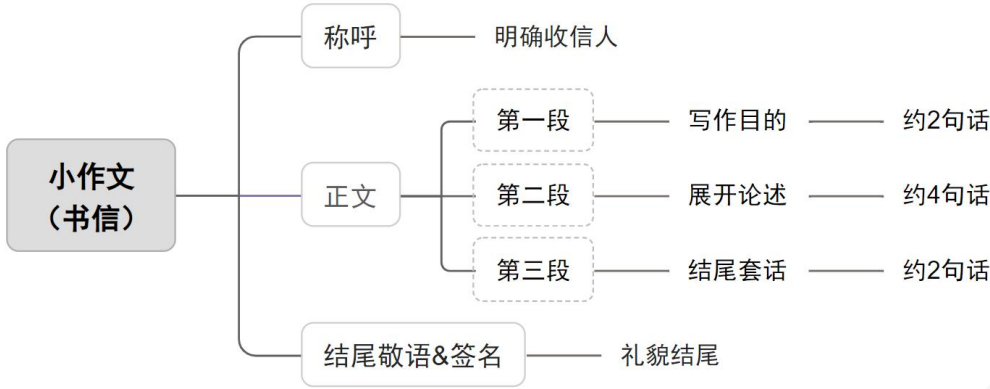 小作文
（书信）
称呼
明确收信人
正文
第一段
写作目的
约2句话
第二段
展开论述
约4句话
第三段
结尾套话
约2句话
结尾敬语&签名
礼貌结尾